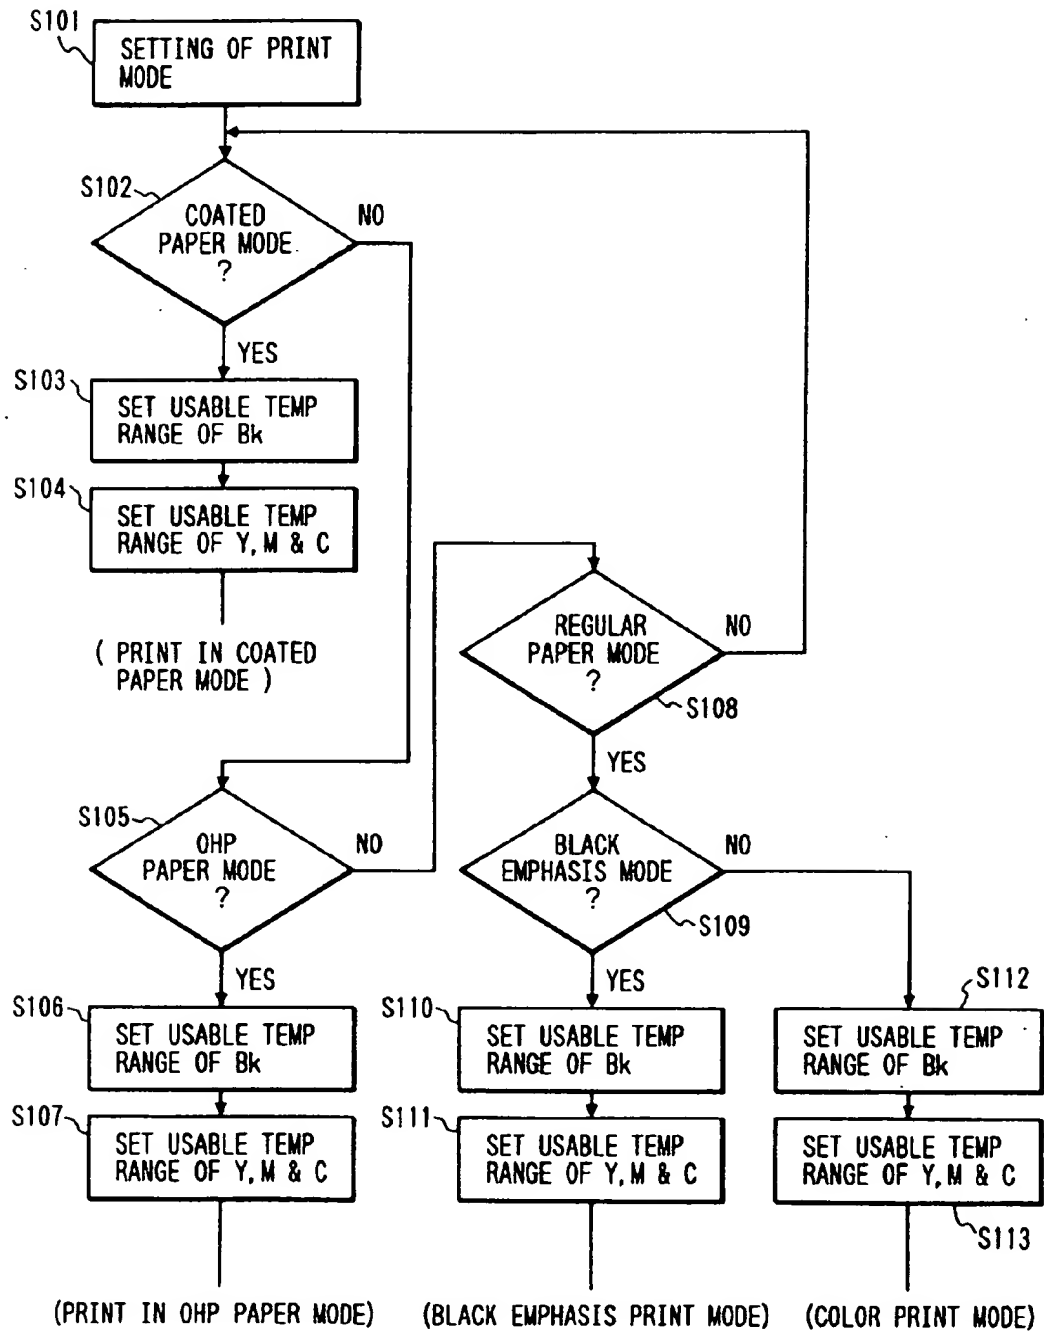 S101
SETTING OF PRINT
MODE
S102
COATED
PAPER MODE
?
NO
YES
S103
SET USABLE TEMP
RANGE OF Bk
S104
SET USABLE TEMP
RANGE OF Y, M & C
( PRINT IN COATED
PAPER MODE )
REGULAR
PAPER MODE
?
NO
S108
YES
S105
OHP
PAPER MODE
?
NO
YES
BLACK
EMPHASIS MODE
?
NO
S109
YES
S106
SET USABLE TEMP
RANGE OF Bk
S107
SET USABLE TEMP
RANGE OF Y, M & C
(PRINT IN OHP PAPER MODE)
S110
SET USABLE TEMP
RANGE OF Bk
S111
SET USABLE TEMP
RANGE OF Y, M & C
(BLACK EMPHASIS PRINT MODE)
S112
SET USABLE TEMP
RANGE OF Bk
SET USABLE TEMP
RANGE OF Y, M & C
S113
(COLOR PRINT MODE)